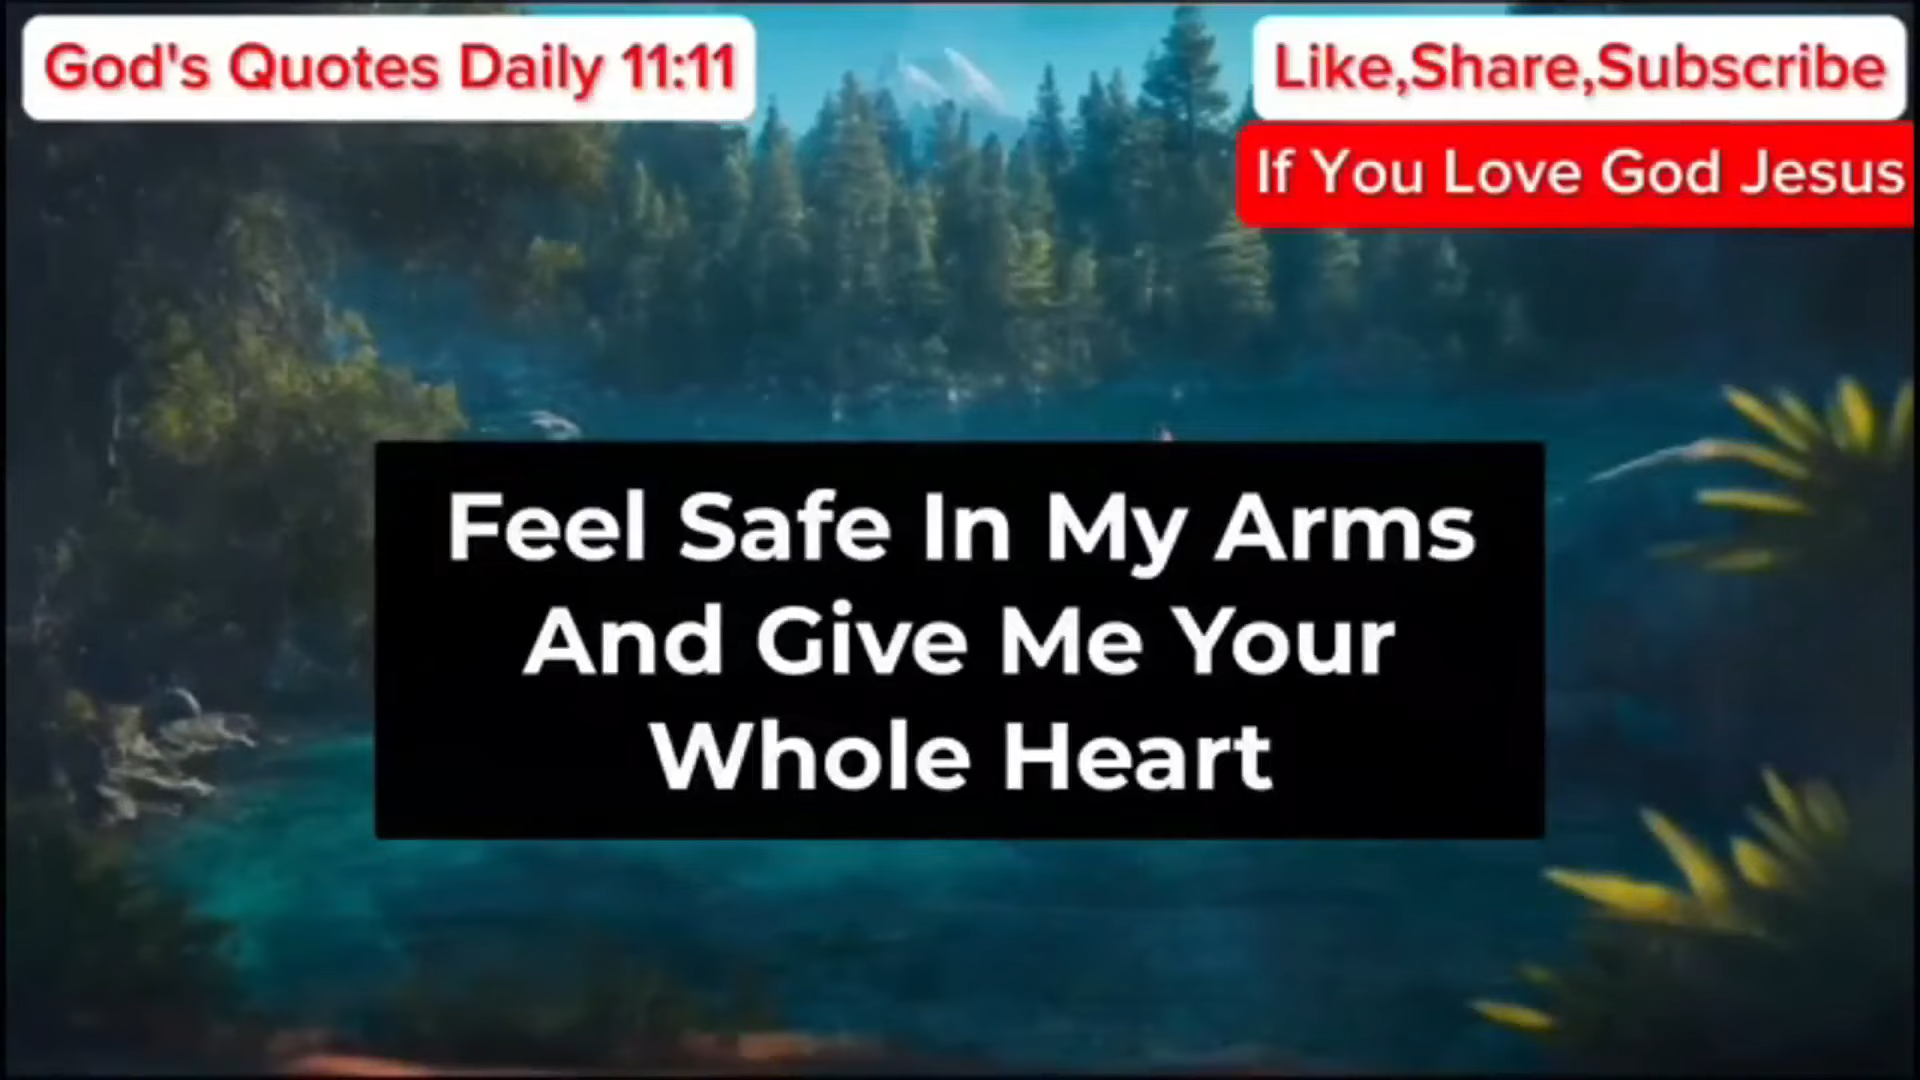 God's Quotes Daily 11:11
Like,Share,Subscribe
If You Love God Jesus
Feel Safe In My Arms
And Give Me Your
Whole Heart